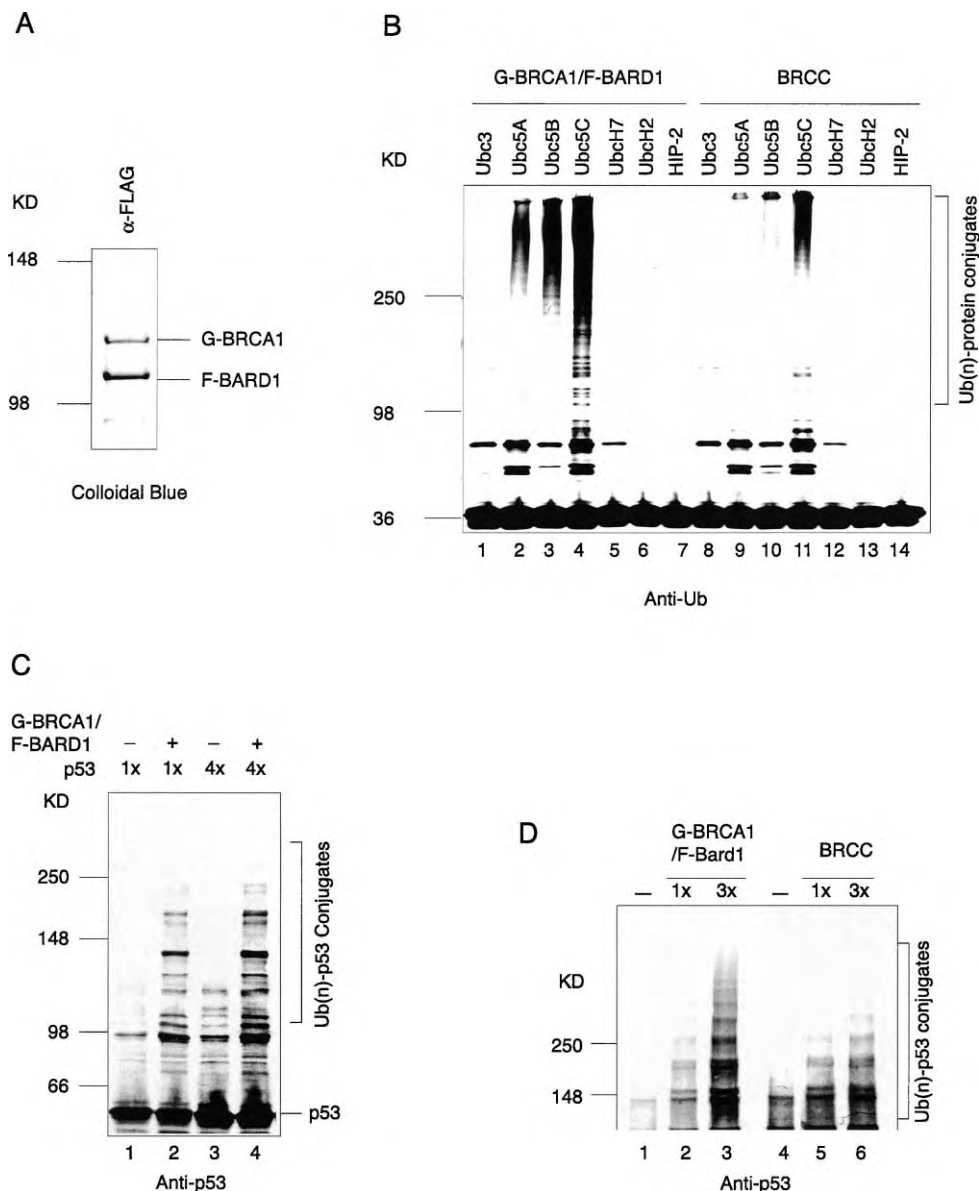 A
KD
α-FLAG
148
G-BRCA1
F-BARD1
98
Colloidal Blue
B
G-BRCA1/F-BARD1 BRCC
KD
Ubc3 Ubc5A Ubc5B Ubc5C UbcH7 UbcH2 HIP-2 Ubc3 Ubc5A Ubc5B Ubc5C UbcH7 UbcH2 HIP-2
250
98
36
Ub(n)-protein conjugates
1 2 3 4 5 6 7 8 9 10 11 12 13 14
Anti-Ub
C
G-BRCA1/
F-BARD1 – + – +
p53 1x 1x 4x 4x
KD
250
148
98
66
Ub(n)-p53 Conjugates
p53
1 2 3 4
Anti-p53
D
G-BRCA1
/F-Bard1 BRCC
– 1x 3x – 1x 3x
KD
250
148
Ub(n)-p53 conjugates
1 2 3 4 5 6
Anti-p53